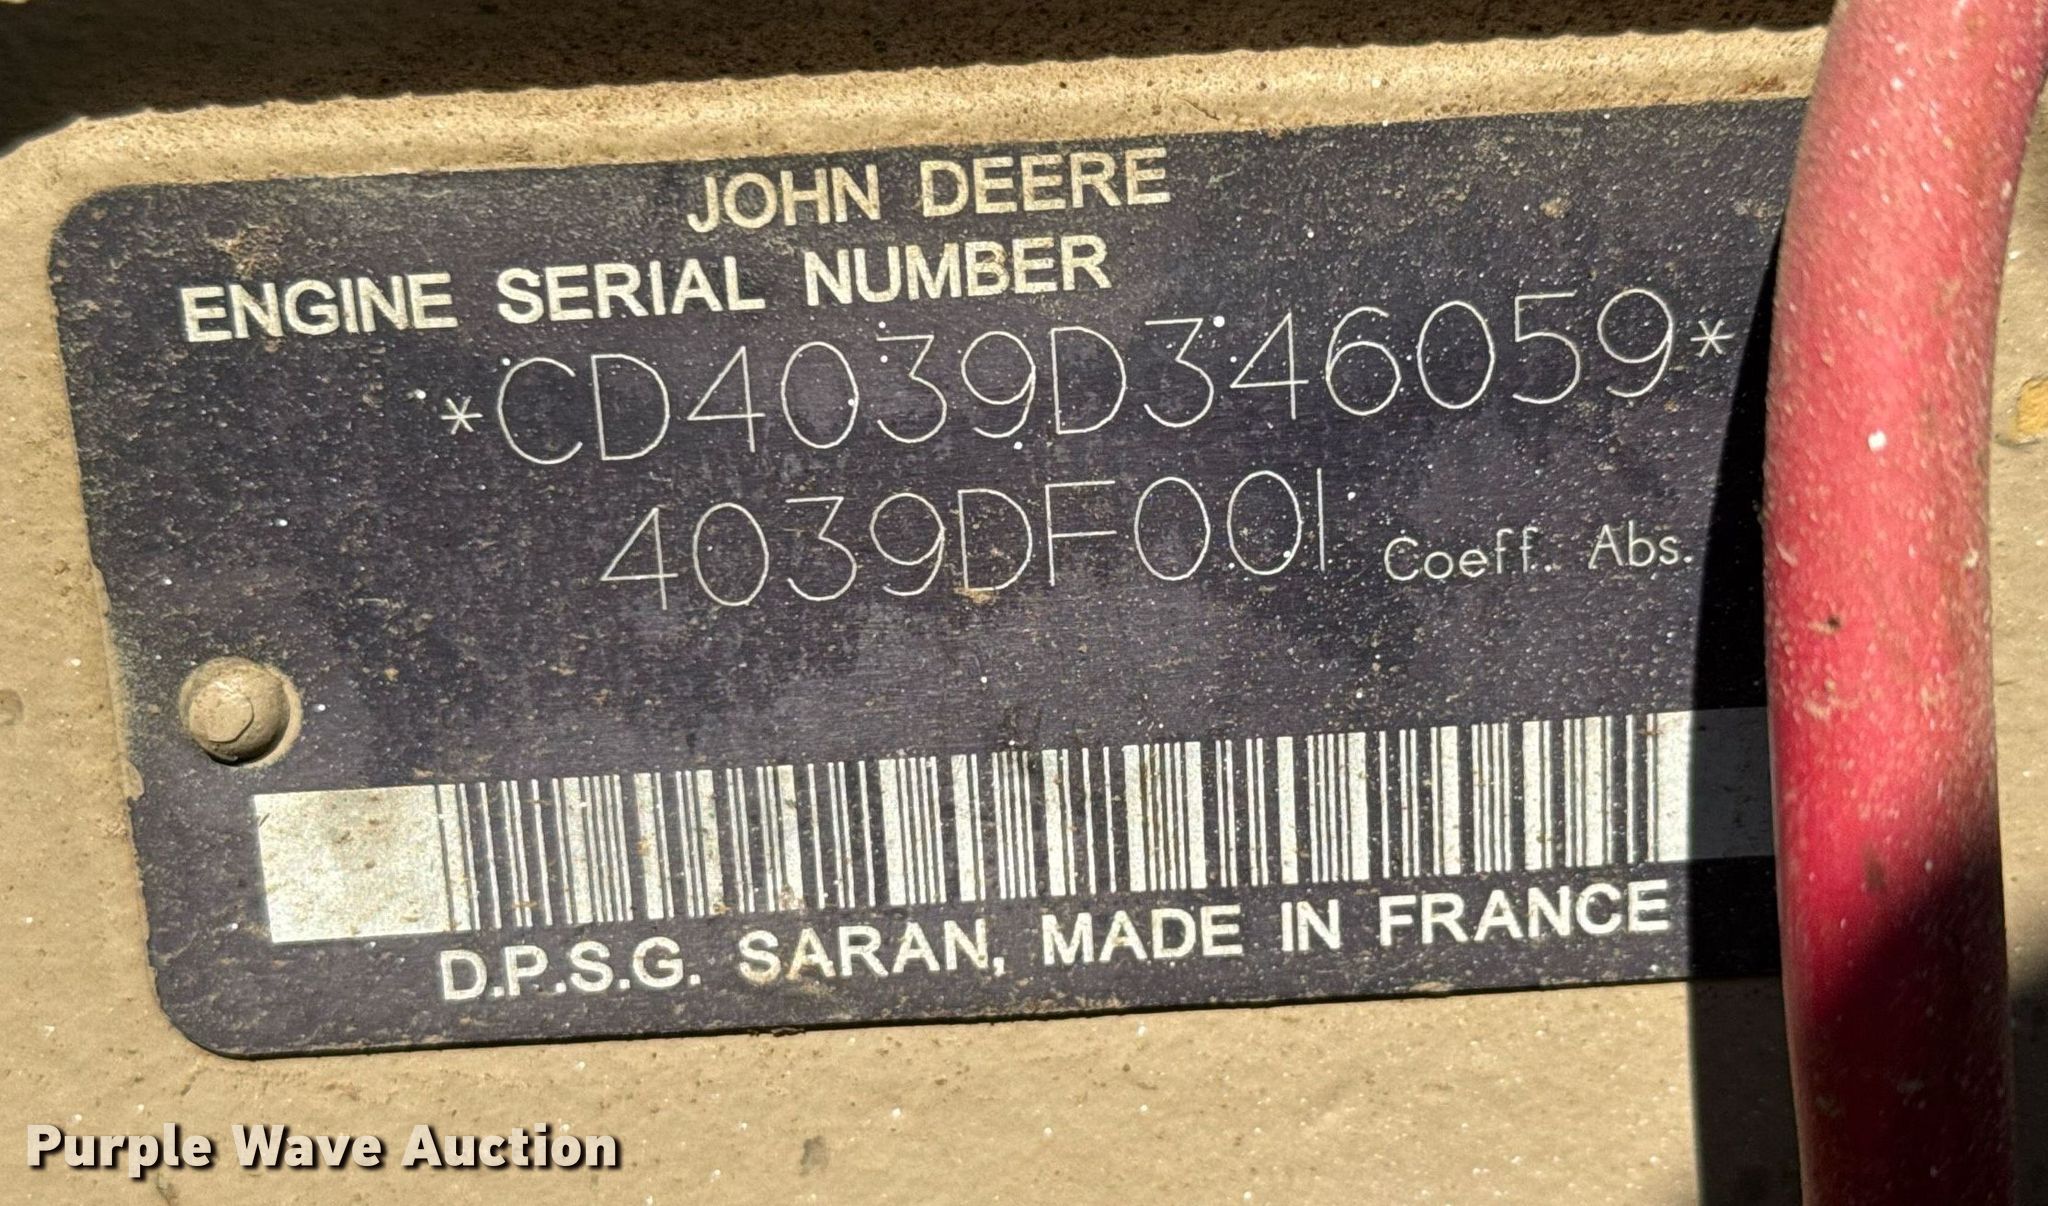 JOHN DEERE
ENGINE SERIAL NUMBER
*CD4039D346059*
4039DF001 Coeff. Abs.
D.P.S.G. SARAN, MADE IN FRANCE
Purple Wave Auction